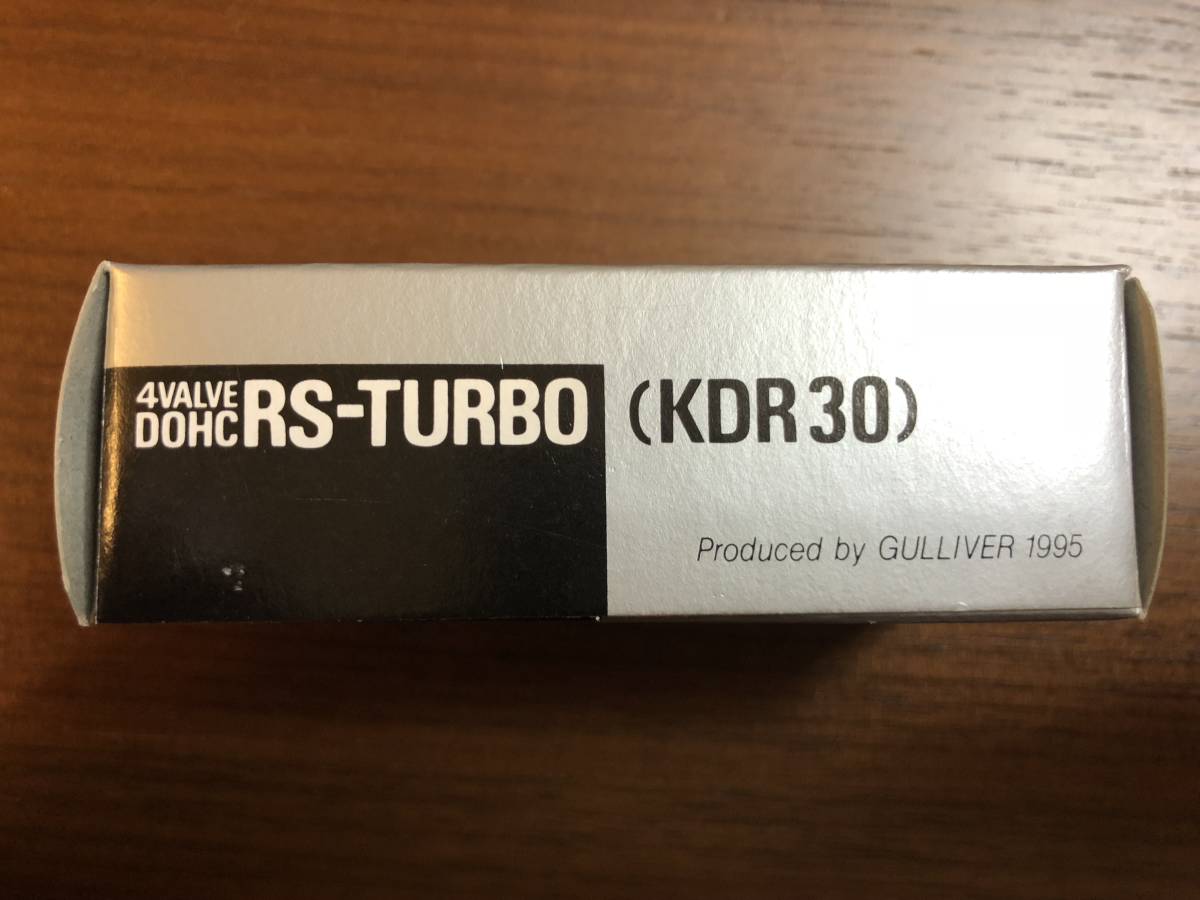 4VALVE
DOHC RS-TURBO (KDR30)
Produced by GULLIVER 1995